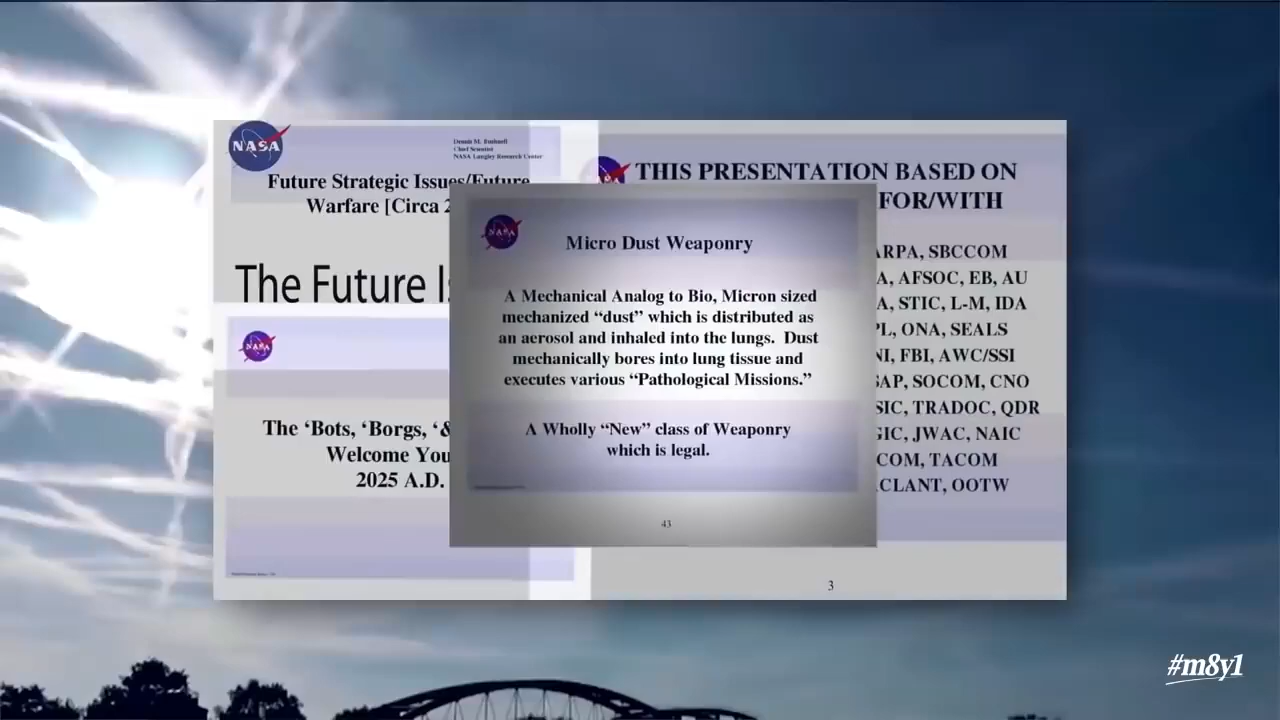 NASA
Dennis M. Bushnell
Chief Scientist
NASA Langley Research Center
Future Strategic Issues/Future
Warfare [Circa 2
The Future I
The ‘Bots, ‘Borgs, ‘&
Welcome You
2025 A.D.
THIS PRESENTATION BASED ON
FOR/WITH
ARPA, SBCCOM
A, AFSOC, EB, AU
A, STIC, L-M, IDA
PL, ONA, SEALS
NI, FBI, AWC/SSI
SAP, SOCOM, CNO
SIC, TRADOC, QDR
GIC, JWAC, NAIC
COM, TACOM
CLANT, OOTW
3
NASA
Micro Dust Weaponry
A Mechanical Analog to Bio, Micron sized
mechanized “dust” which is distributed as
an aerosol and inhaled into the lungs. Dust
mechanically bores into lung tissue and
executes various “Pathological Missions.”
A Wholly “New” class of Weaponry
which is legal.
43
#m8y1